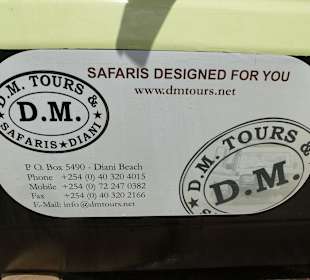 SAFARIS DESIGNED FOR YOU
www.dmtours.net
D.M. TOURS &
D.M.
SAFARIS DIANI
P.O. Box 5490 - Diani Beach
Phone +254 (0) 40 320 4015
Mobile +254 (0) 72 247 0382
Fax +254 (0) 40 320 2166
E-Mail: info@dmtours.net
D.M. TOURS &
D.M.